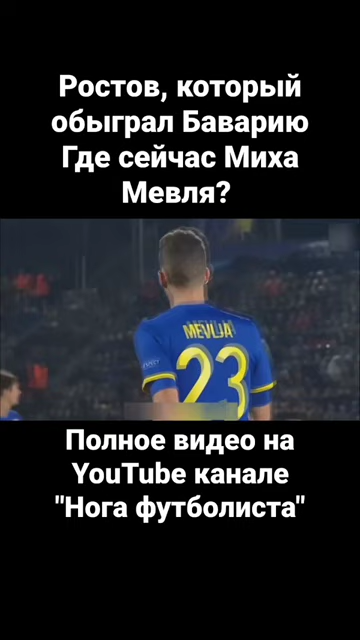 Ростов, который
обыграл Баварию
Где сейчас Миха
Мевля?
MEVLJA
23
Полное видео на
YouTube канале
"Нога футболиста"